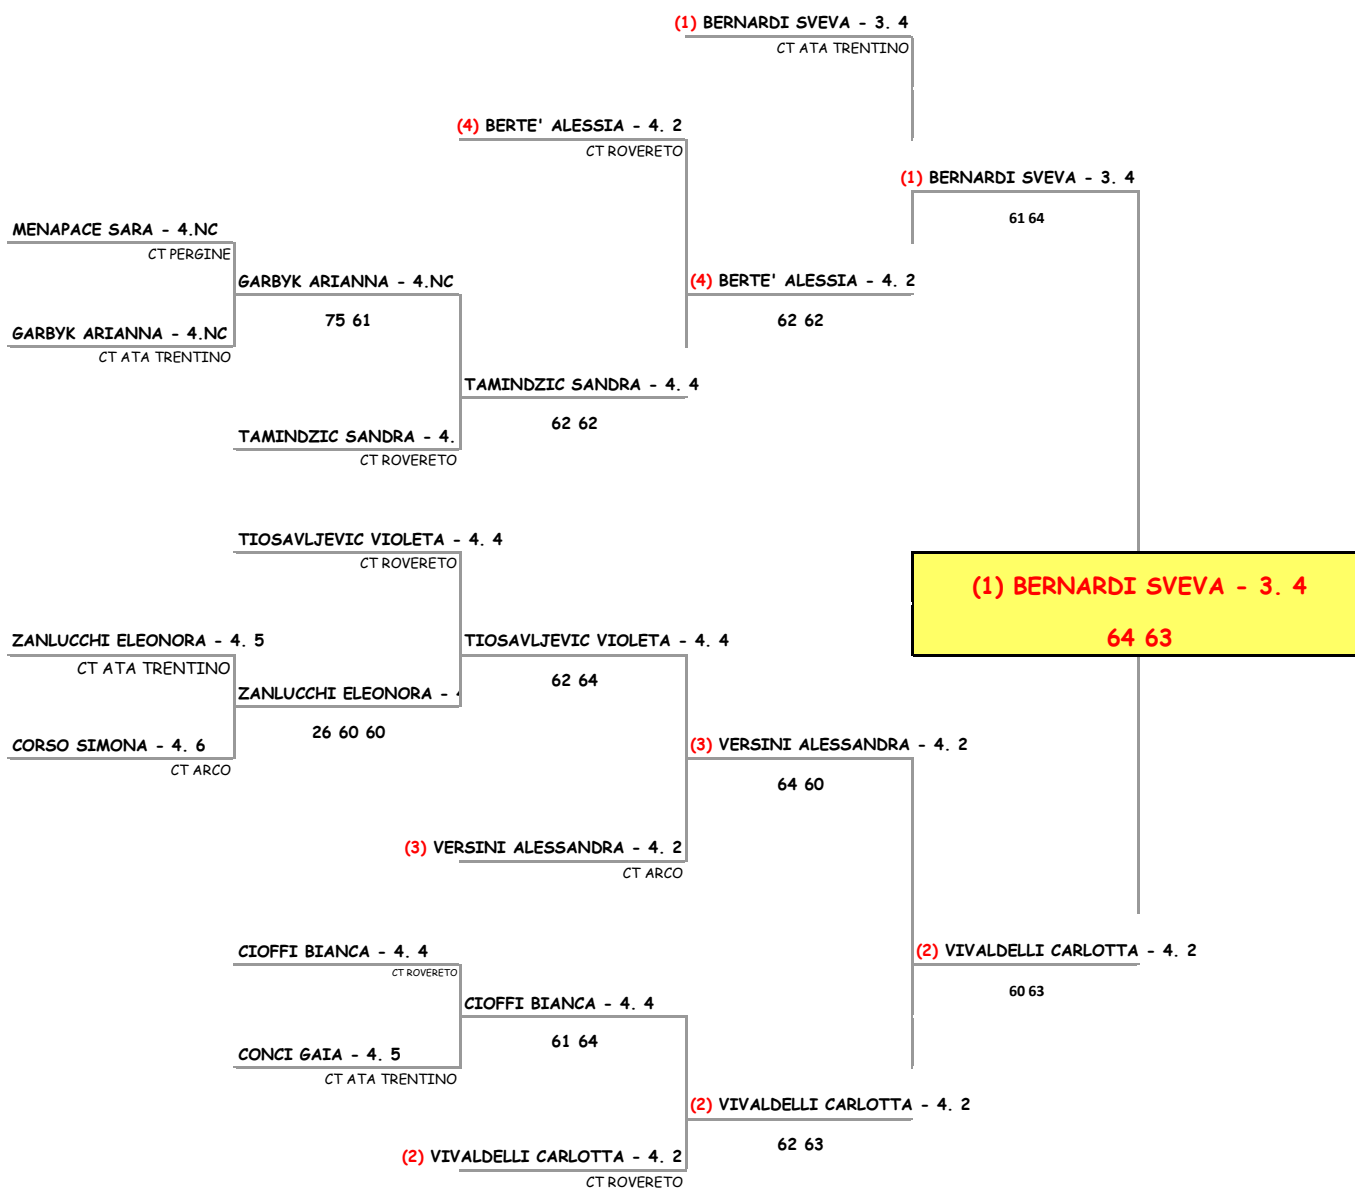 (1) BERNARDI SVEVA - 3. 4
CT ATA TRENTINO
(4) BERTE' ALESSIA - 4. 2
CT ROVERETO
(1) BERNARDI SVEVA - 3. 4
61 64
MENAPACE SARA - 4.NC
CT PERGINE
GARBYK ARIANNA - 4.NC
75 61
(4) BERTE' ALESSIA - 4. 2
62 62
GARBYK ARIANNA - 4.NC
CT ATA TRENTINO
TAMINDZIC SANDRA - 4. 4
62 62
TAMINDZIC SANDRA - 4.
CT ROVERETO
TIOSAVLJEVIC VIOLETA - 4. 4
CT ROVERETO
(1) BERNARDI SVEVA - 3. 4
64 63
ZANLUCCHI ELEONORA - 4. 5
CT ATA TRENTINO
TIOSAVLJEVIC VIOLETA - 4. 4
62 64
ZANLUCCHI ELEONORA -
26 60 60
CORSO SIMONA - 4. 6
CT ARCO
(3) VERSINI ALESSANDRA - 4. 2
64 60
(3) VERSINI ALESSANDRA - 4. 2
CT ARCO
CIOFFI BIANCA - 4. 4
CT ROVERETO
(2) VIVALDELLI CARLOTTA - 4. 2
60 63
CIOFFI BIANCA - 4. 4
61 64
CONCI GAIA - 4. 5
CT ATA TRENTINO
(2) VIVALDELLI CARLOTTA - 4. 2
62 63
(2) VIVALDELLI CARLOTTA - 4. 2
CT ROVERETO